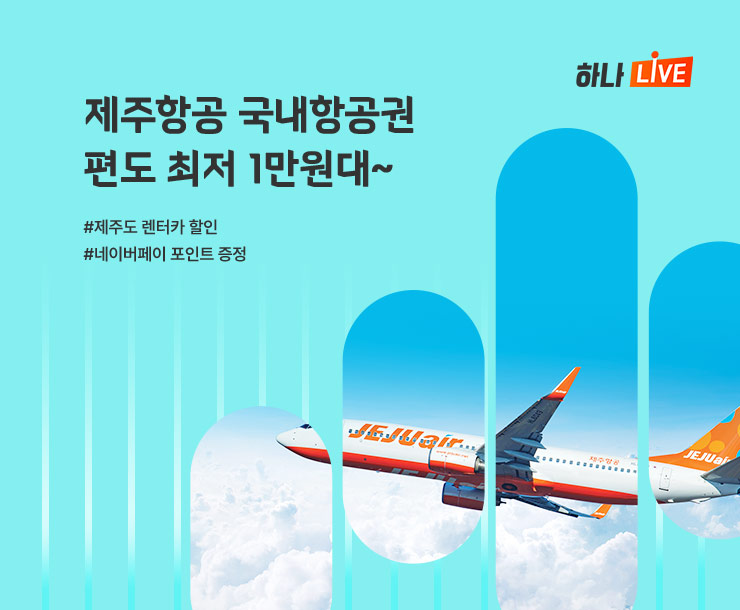 하나 LIVE
제주항공 국내항공권
편도 최저 1만원대~
#제주도 렌터카 할인
#네이버페이 포인트 증정
JEJUair
제주항공
JEJUair